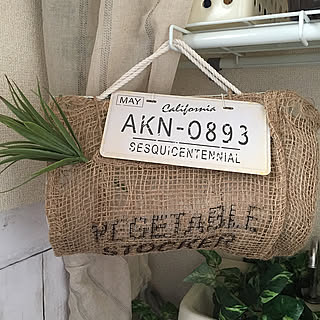 MAY
California
AKN-0893
SESQUICENTENNIAL
VEGETABLE
STOCKER